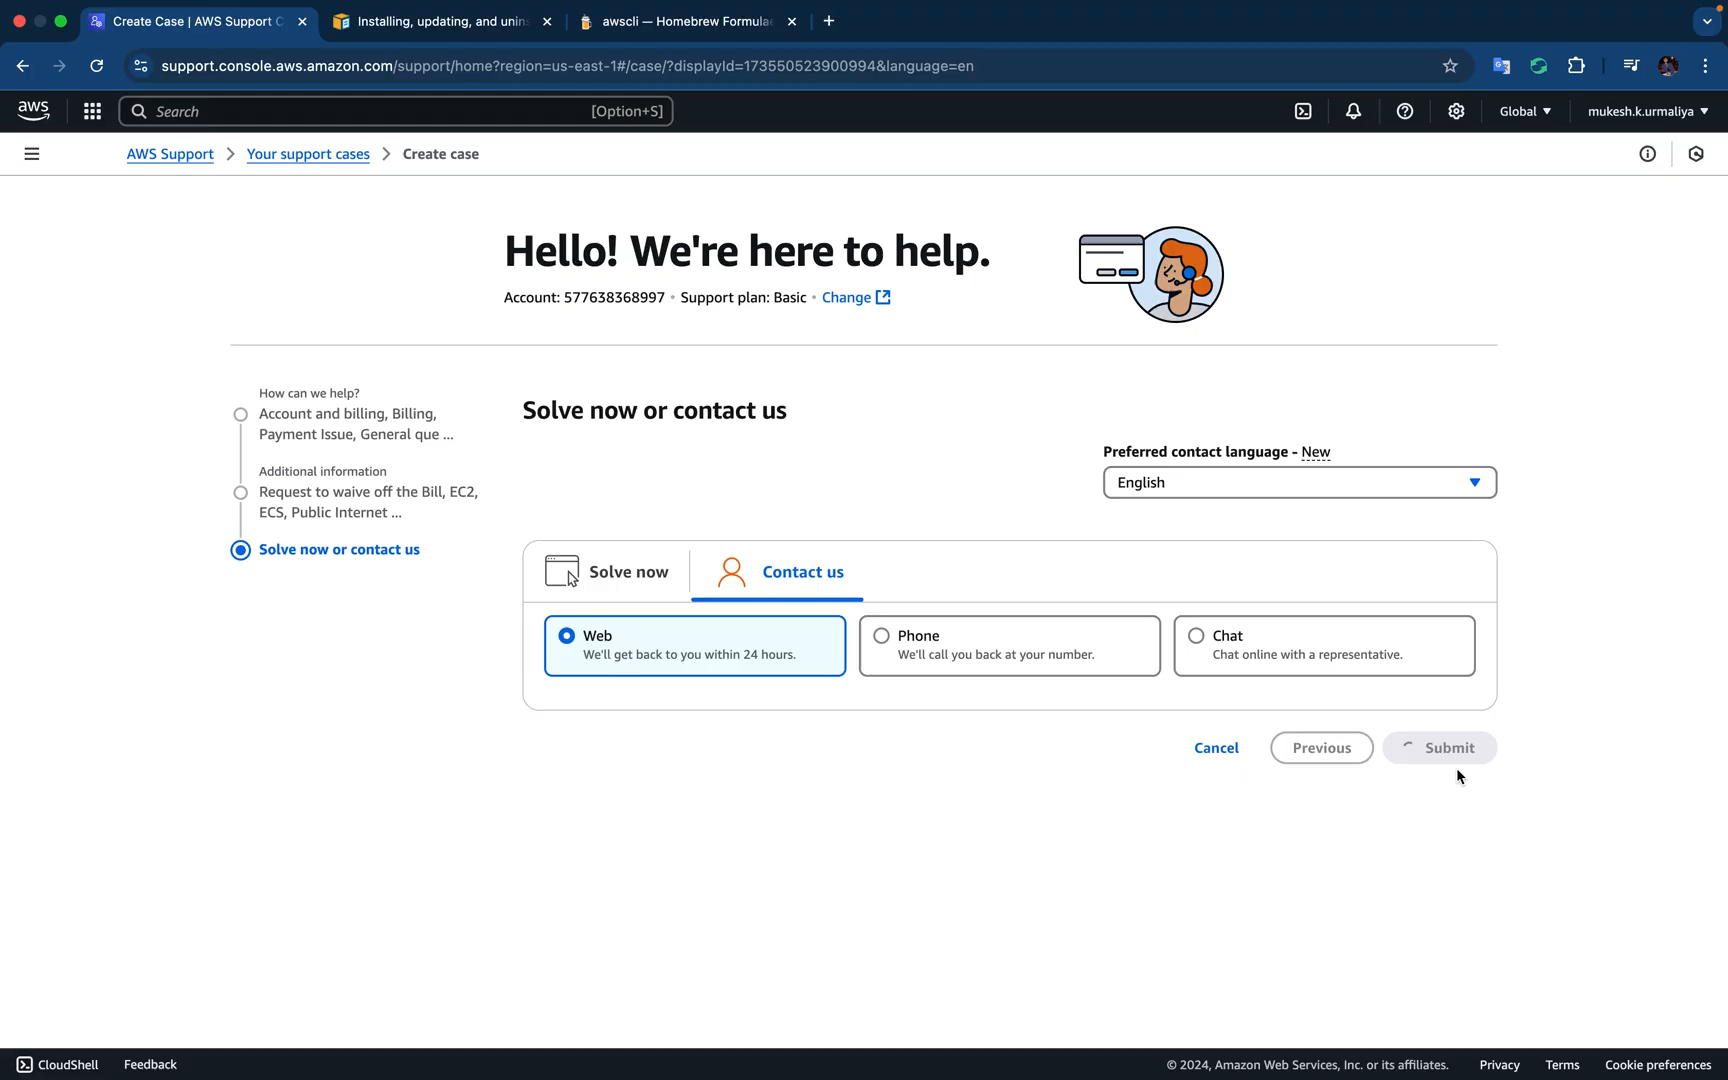 Create Case | AWS Support C
Installing, updating, and unins
awscli — Homebrew Formulae
support.console.aws.amazon.com/support/home?region=us-east-1#/case/?displayId=173550523900994&language=en
aws
Search
[Option+S]
Global
mukesh.k.urmaliya
AWS Support
Your support cases
Create case
Hello! We're here to help.
Account: 577638368997 • Support plan: Basic • Change
How can we help?
Account and billing, Billing,
Payment Issue, General que ...
Additional information
Request to waive off the Bill, EC2,
ECS, Public Internet ...
Solve now or contact us
Solve now or contact us
Preferred contact language - New
English
Solve now
Contact us
Web
We'll get back to you within 24 hours.
Phone
We'll call you back at your number.
Chat
Chat online with a representative.
Cancel
Previous
Submit
CloudShell
Feedback
© 2024, Amazon Web Services, Inc. or its affiliates.
Privacy
Terms
Cookie preferences